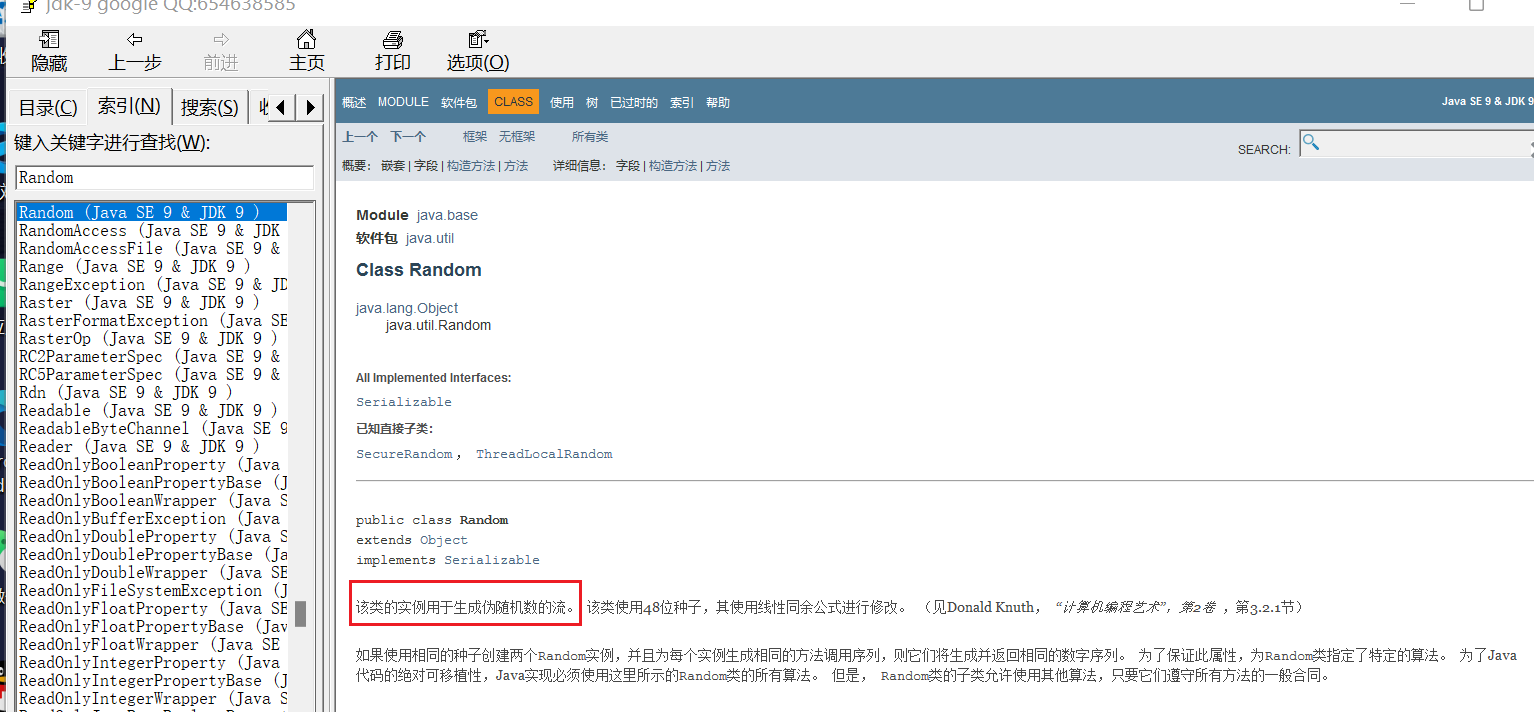 jdk-9 google QQ:654638585
隐藏 上一步 前进 主页 打印 选项(O)
目录(C) 索引(N) 搜索(S)
键入关键字进行查找(W):
Random
Random (Java SE 9 & JDK 9 )
RandomAccess (Java SE 9 & JDK
RandomAccessFile (Java SE 9 &
Range (Java SE 9 & JDK 9 )
RangeException (Java SE 9 & JD
Raster (Java SE 9 & JDK 9 )
RasterFormatException (Java SE
RasterOp (Java SE 9 & JDK 9 )
RC2ParameterSpec (Java SE 9 &
RC5ParameterSpec (Java SE 9 &
Rdn (Java SE 9 & JDK 9 )
Readable (Java SE 9 & JDK 9 )
ReadableByteChannel (Java SE 9
Reader (Java SE 9 & JDK 9 )
ReadOnlyBooleanProperty (Java
ReadOnlyBooleanPropertyBase (J
ReadOnlyBooleanWrapper (Java S
ReadOnlyBufferException (Java
ReadOnlyDoubleProperty (Java S
ReadOnlyDoublePropertyBase (Ja
ReadOnlyDoubleWrapper (Java SE
ReadOnlyFileSystemException (J
ReadOnlyFloatProperty (Java SE
ReadOnlyFloatPropertyBase (Jav
ReadOnlyFloatWrapper (Java SE
ReadOnlyIntegerProperty (Java
ReadOnlyIntegerPropertyBase (J
ReadOnlyIntegerWrapper (Java S
概述 MODULE 软件包 CLASS 使用 树 已过时的 索引 帮助 Java SE 9 & JDK 9
上一个 下一个 框架 无框架 所有类
SEARCH:
概要： 嵌套 | 字段 | 构造方法 | 方法 详细信息： 字段 | 构造方法 | 方法
Module java.base
软件包 java.util
Class Random
java.lang.Object
java.util.Random
All Implemented Interfaces:
Serializable
已知直接子类：
SecureRandom ， ThreadLocalRandom
public class Random
extends Object
implements Serializable
该类的实例用于生成伪随机数的流。 该类使用48位种子，其使用线性同余公式进行修改。 （见Donald Knuth， “计算机编程艺术”，第2卷 ，第3.2.1节）
如果使用相同的种子创建两个Random实例，并且为每个实例生成相同的方法调用序列，则它们将生成并返回相同的数字序列。 为了保证此属性，为Random类指定了特定的算法。 为了Java
代码的绝对可移植性，Java实现必须使用这里所示的Random类的所有算法。 但是， Random类的子类允许使用其他算法，只要它们遵守所有方法的一般合同。